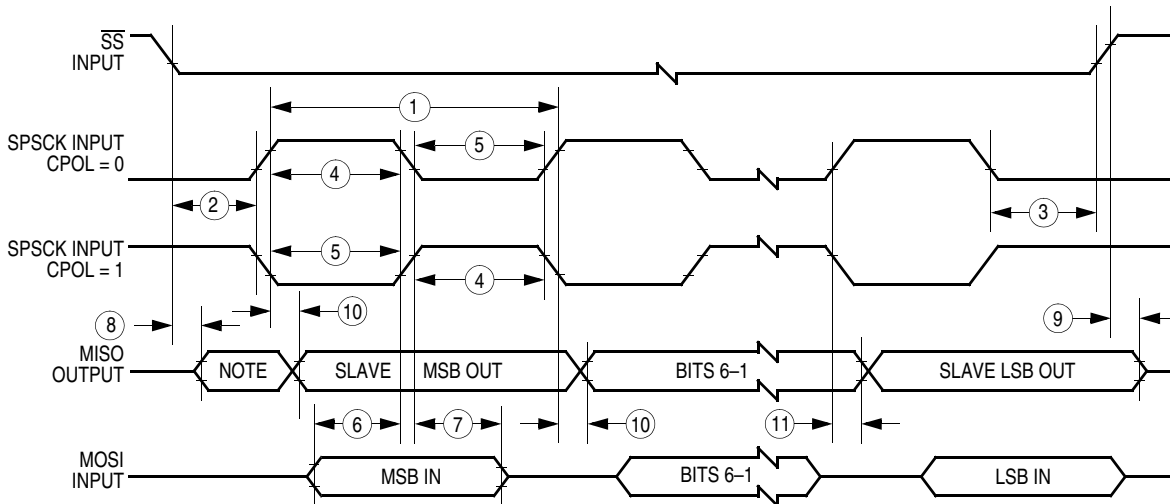 SS
INPUT
1
SPSCK INPUT
CPOL = 0
5
4
2
3
SPSCK INPUT
CPOL = 1
5
4
8
10
9
MISO
OUTPUT
NOTE
SLAVE MSB OUT
BITS 6–1
SLAVE LSB OUT
6
7
10
11
MOSI
INPUT
MSB IN
BITS 6–1
LSB IN